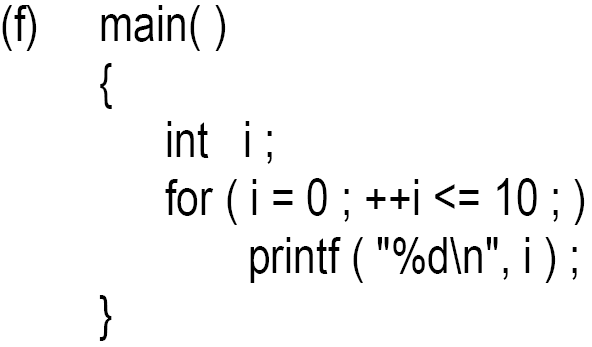 (f) main( )
{
int i ;
for ( i = 0 ; ++i <= 10 ; )
printf ( "%d\n", i ) ;
}